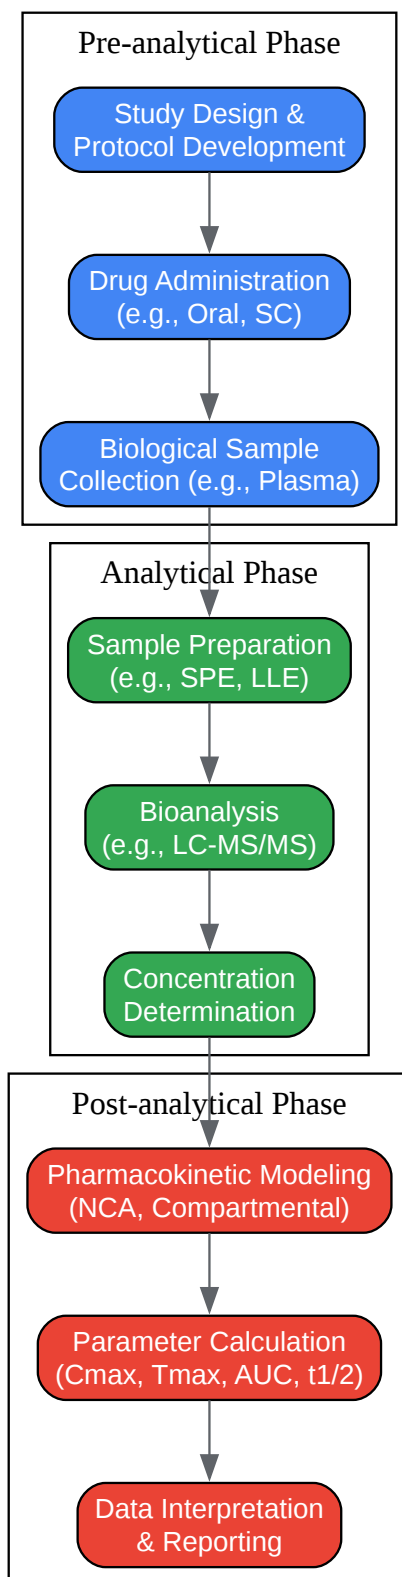 Pre-analytical Phase
Study Design &
Protocol Development
Drug Administration
(e.g., Oral, SC)
Biological Sample
Collection (e.g., Plasma)
Analytical Phase
Sample Preparation
(e.g., SPE, LLE)
Bioanalysis
(e.g., LC-MS/MS)
Concentration
Determination
Post-analytical Phase
Pharmacokinetic Modeling
(NCA, Compartmental)
Parameter Calculation
(Cmax, Tmax, AUC, t1/2)
Data Interpretation
& Reporting